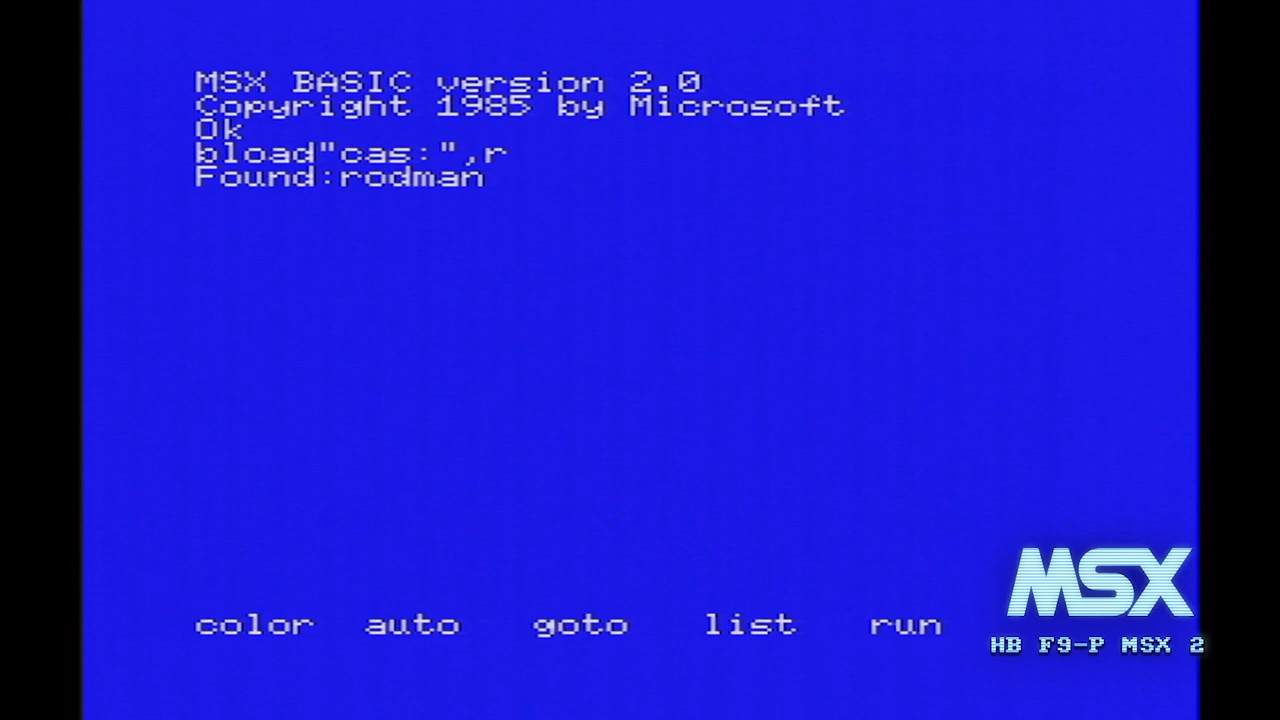 MSX BASIC version 2.0
Copyright 1985 by Microsoft
Ok
bload"cas:",r
Found:rodman
color auto goto list run
MSX
HB F9-P MSX 2